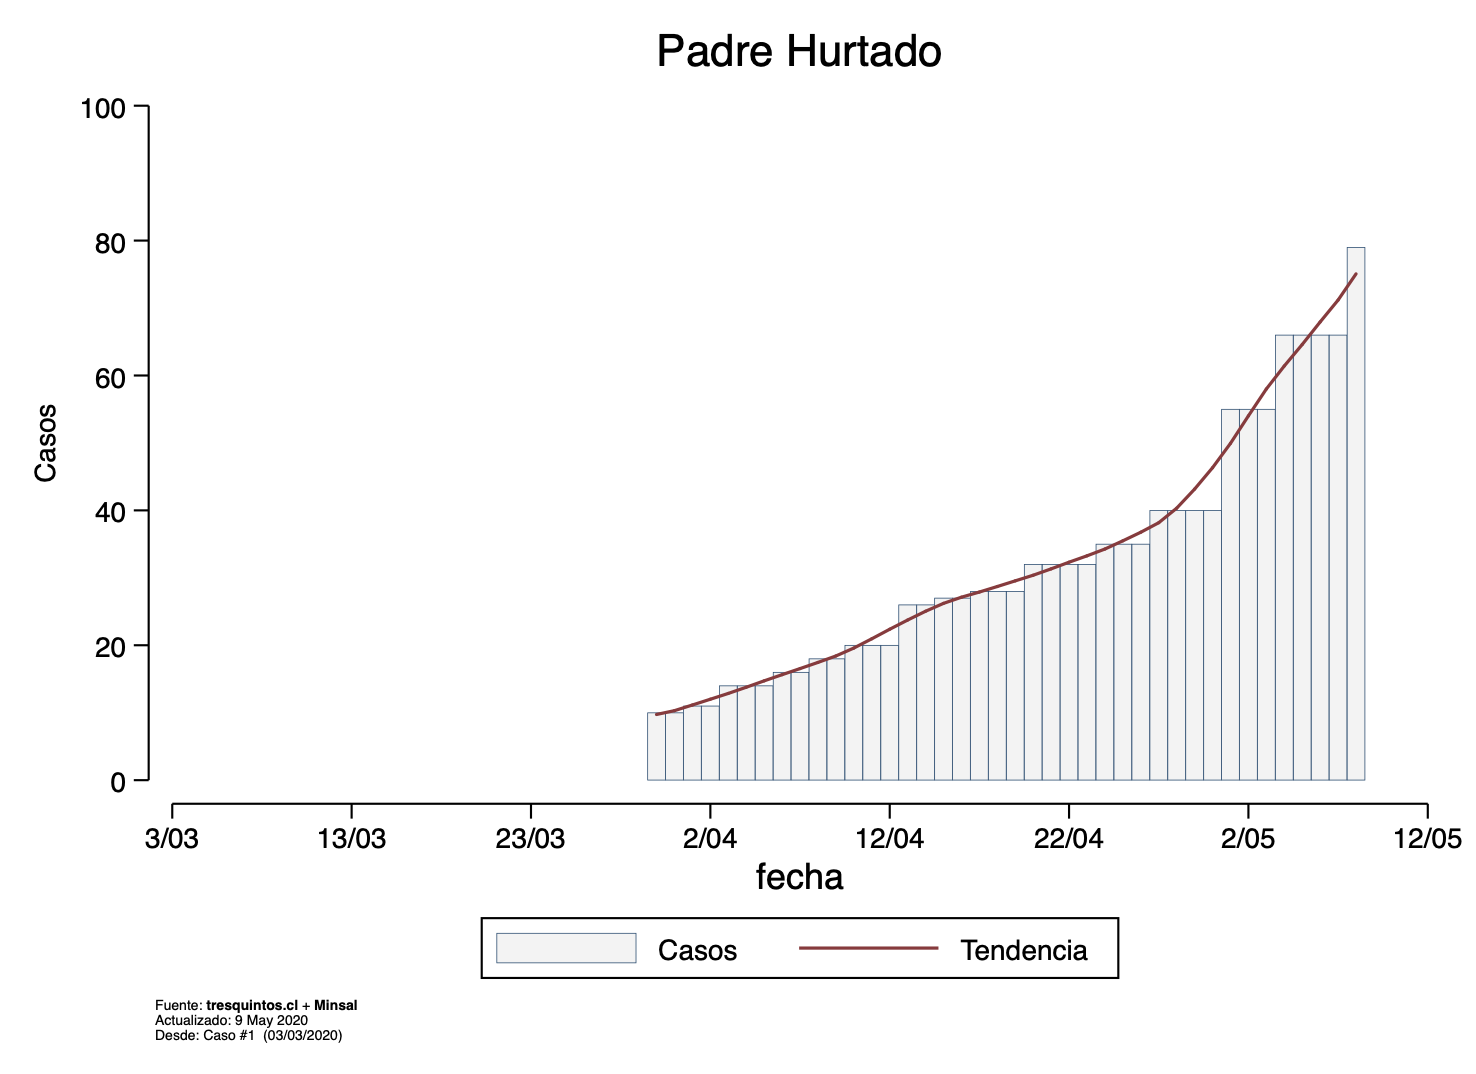 Padre Hurtado
100
80
60
40
20
0
Casos
3/03 13/03 23/03 2/04 12/04 22/04 2/05 12/05
fecha
Casos Tendencia
Fuente: tresquintos.cl + Minsal
Actualizado: 9 May 2020
Desde: Caso #1 (03/03/2020)